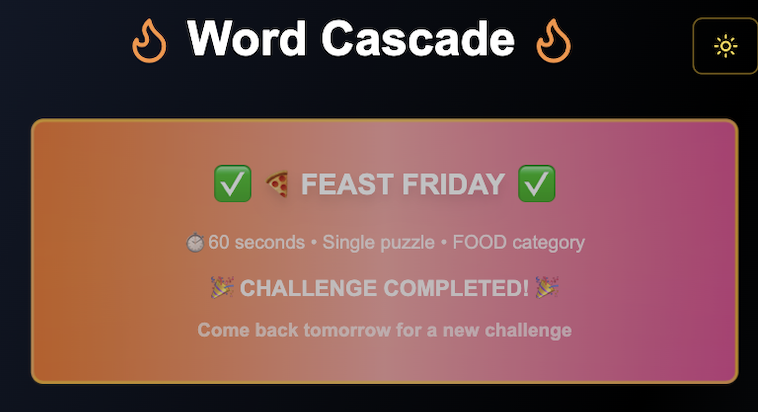 Word Cascade
FEAST FRIDAY
60 seconds • Single puzzle • FOOD category
CHALLENGE COMPLETED!
Come back tomorrow for a new challenge